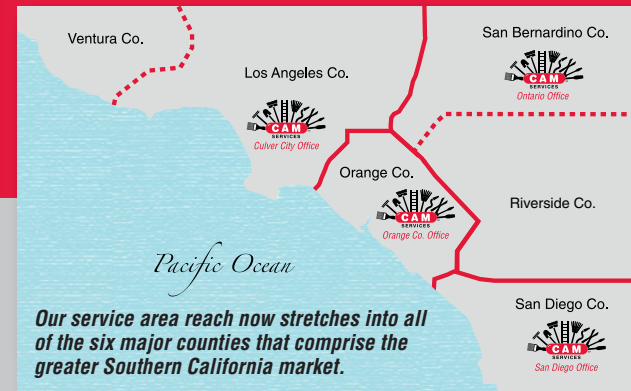 Ventura Co.
San Bernardino Co.
CAM
SERVICES
Ontario Office
Los Angeles Co.
CAM
SERVICES
Culver City Office
Orange Co.
CAM
SERVICES
Orange Co. Office
Riverside Co.
Pacific Ocean
San Diego Co.
CAM
SERVICES
San Diego Office
Our service area reach now stretches into all
of the six major counties that comprise the
greater Southern California market.